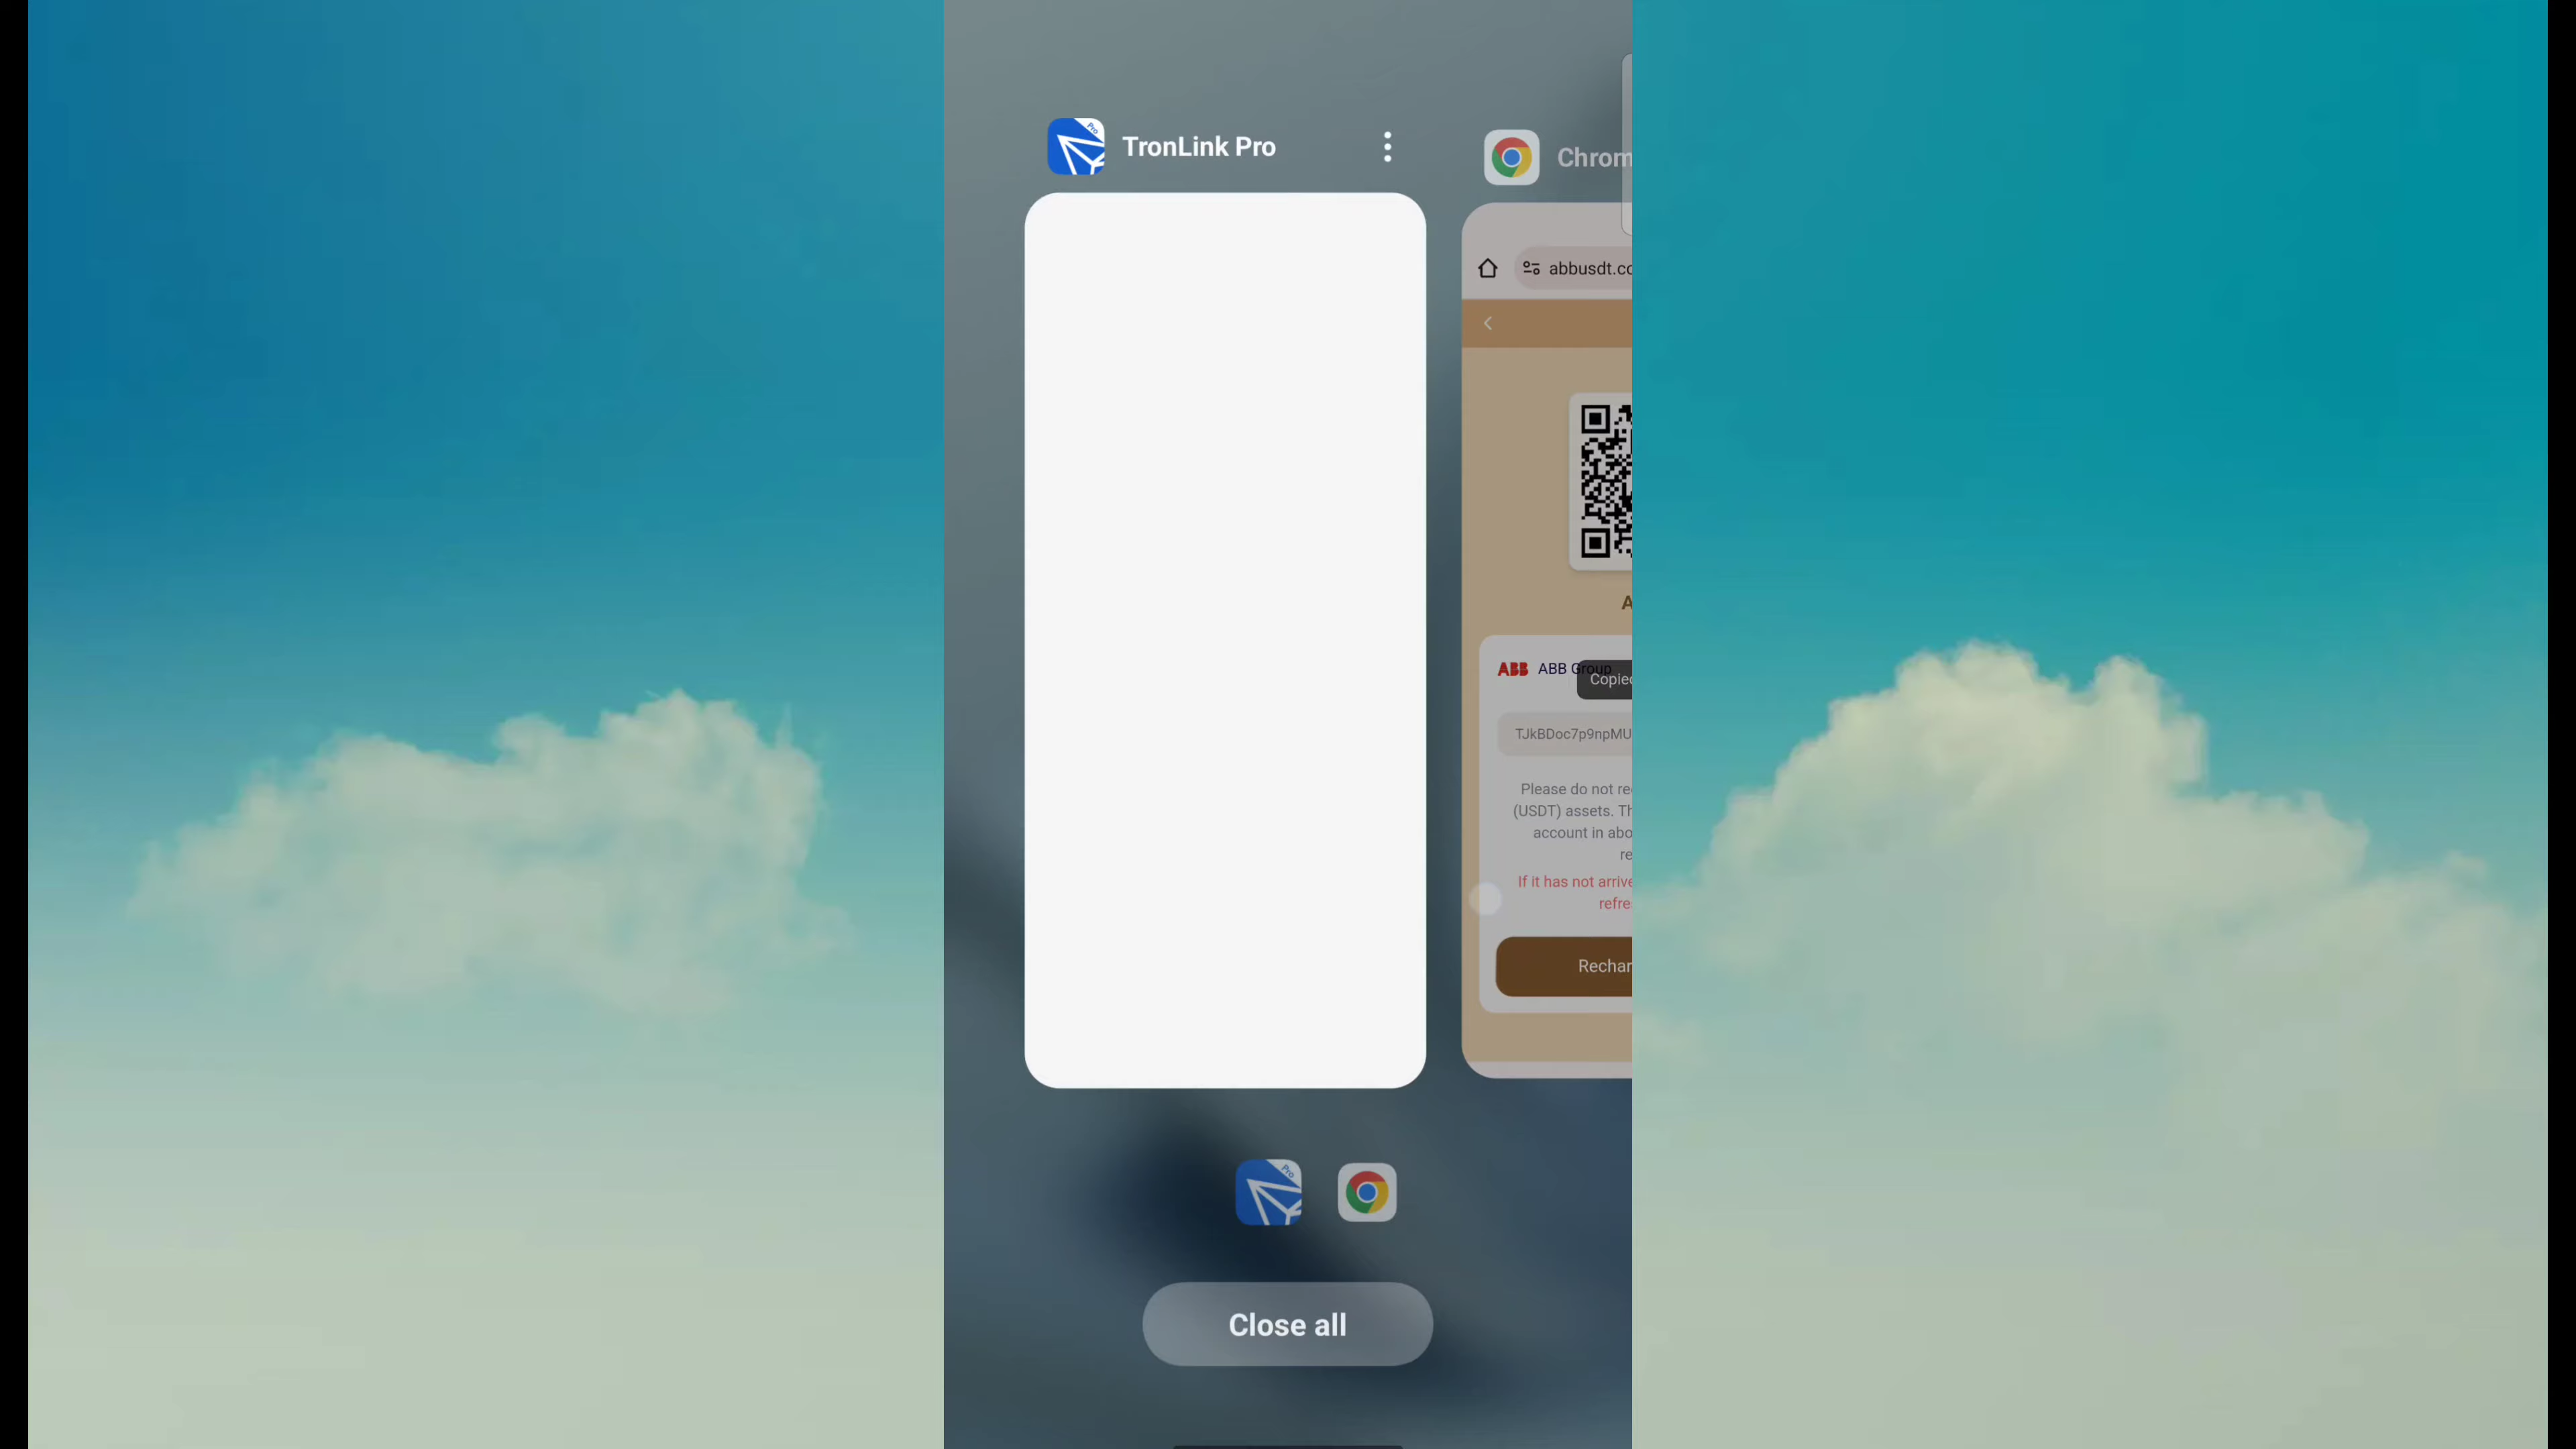 TronLink Pro
Chrom
abbusdt.co
ABB ABB Group
Copied
TJkBDoc7p9npMU
Please do not re
(USDT) assets. Th
account in abo
re
If it has not arrive
refre
Rechar
Close all